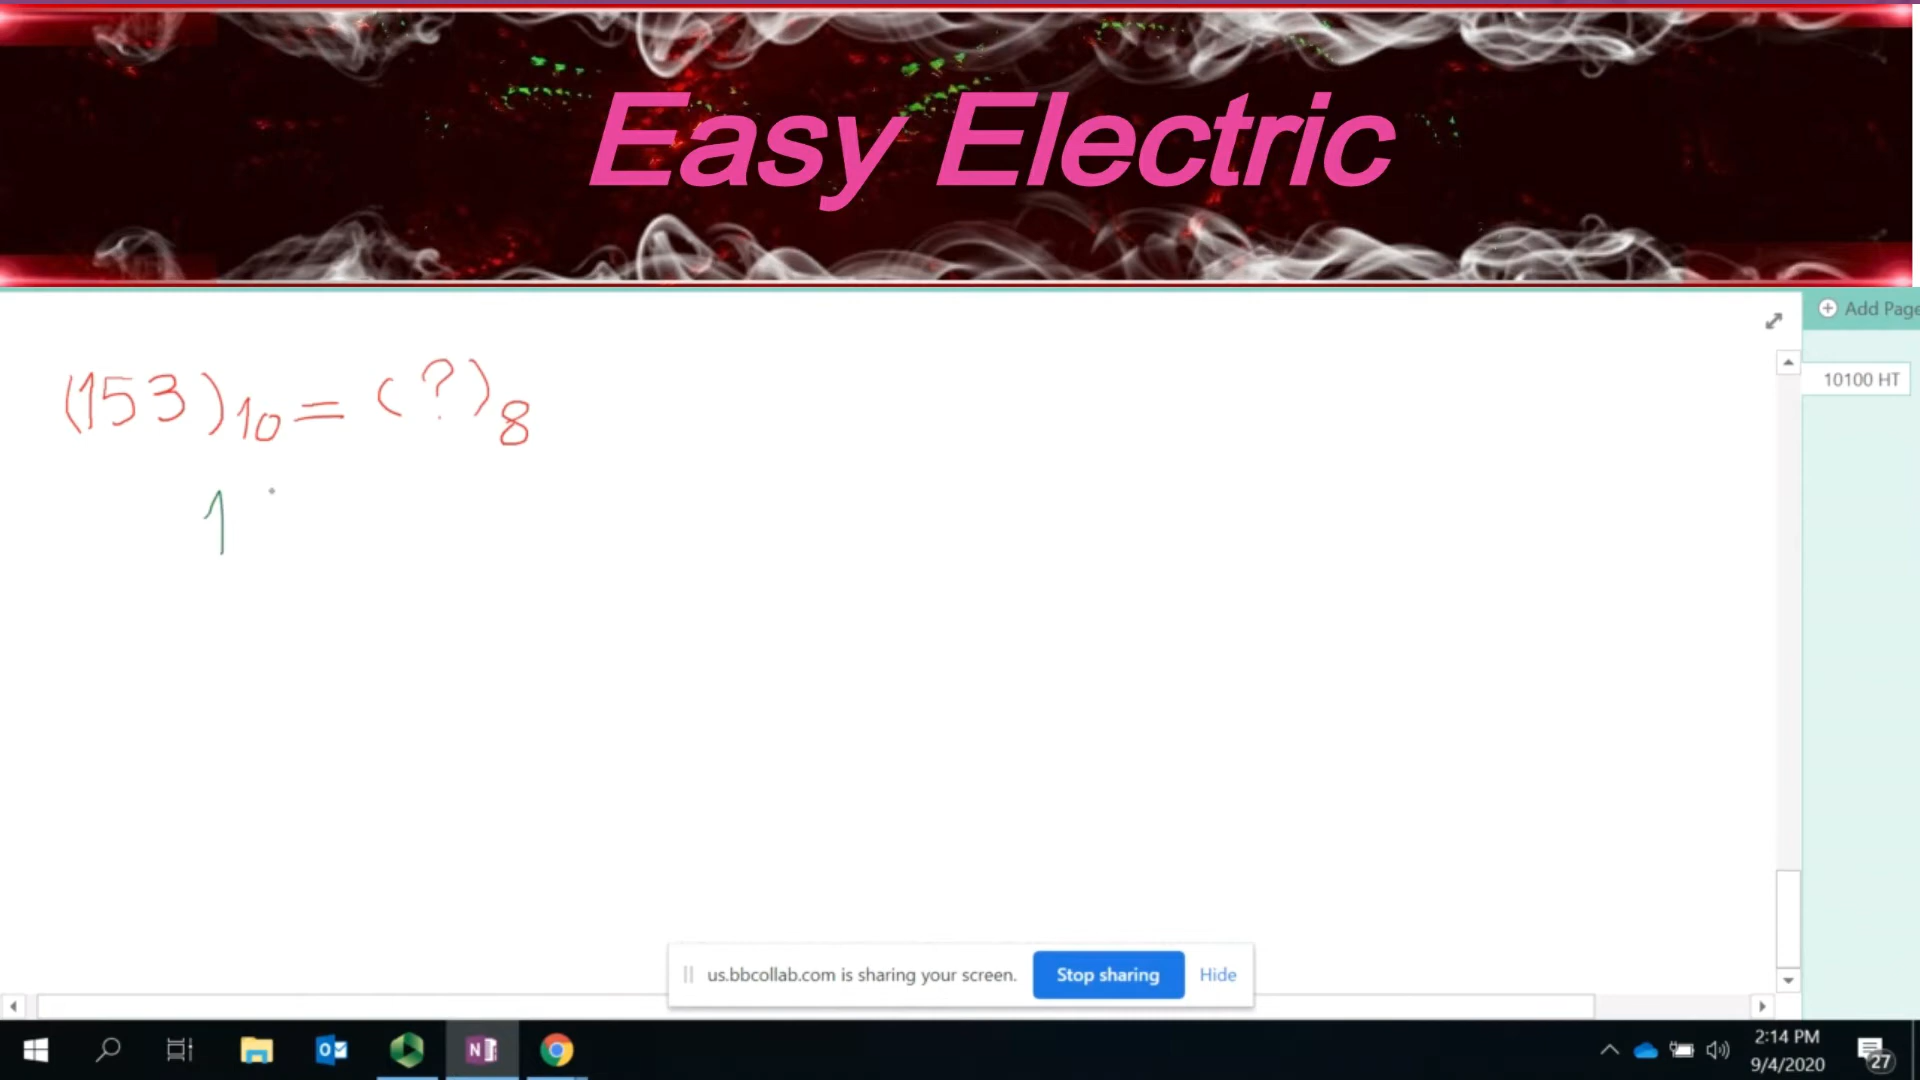 Easy Electric
Add Page
10100 HT
(153)10 = (?)8
1
us.bbcollab.com is sharing your screen. Stop sharing Hide
2:14 PM
9/4/2020
27